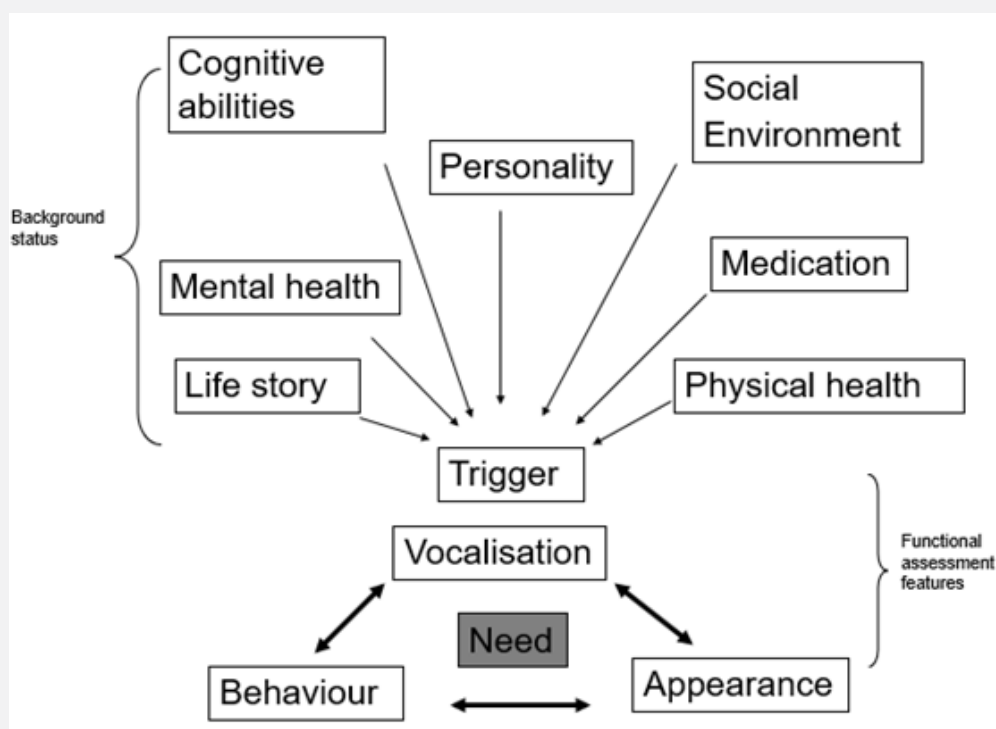 Cognitive
abilities
Social
Environment
Personality
Background
status
Mental health
Medication
Life story
Physical health
Trigger
Vocalisation
Functional
assessment
features
Need
Behaviour
Appearance